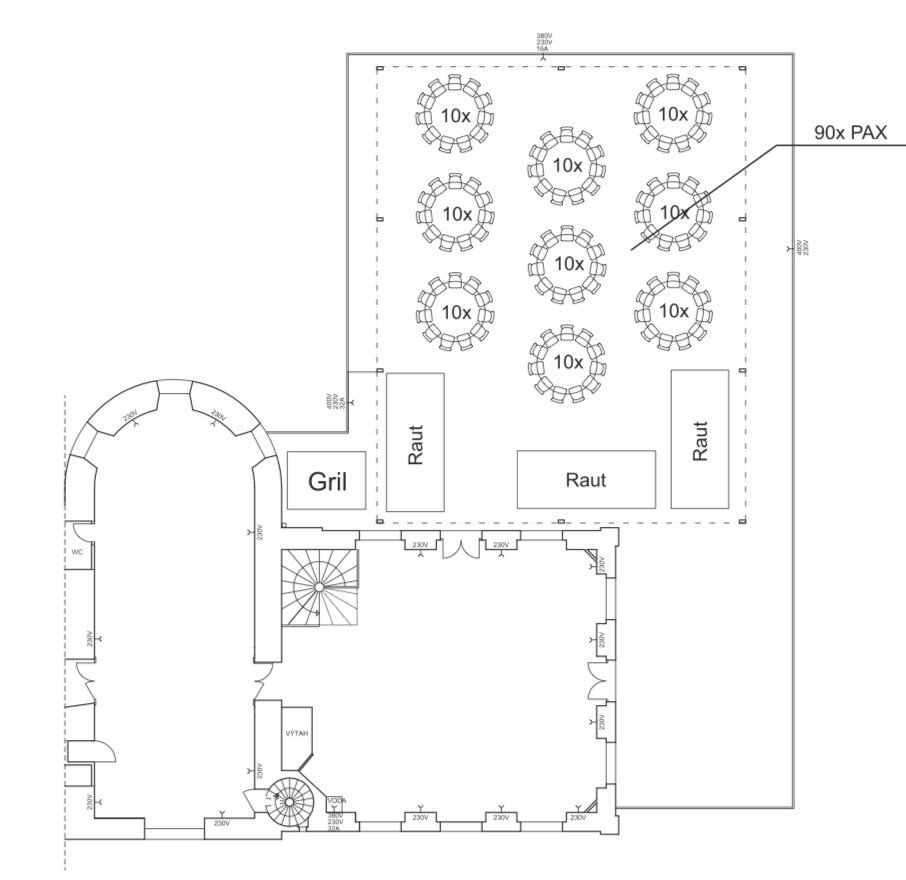 380V
230V
16A
10x
10x
90x PAX
10x
10x
10x
400V
230V
10x
10x
10x
10x
400V
230V
32A
230V
230V
Raut
Raut
Raut
Gril
230V
230V
230V
WC
230V
230V
230V
230V
VYTAH
230V
230V
VODA
380V
230V
32A
230V
230V
230V
230V